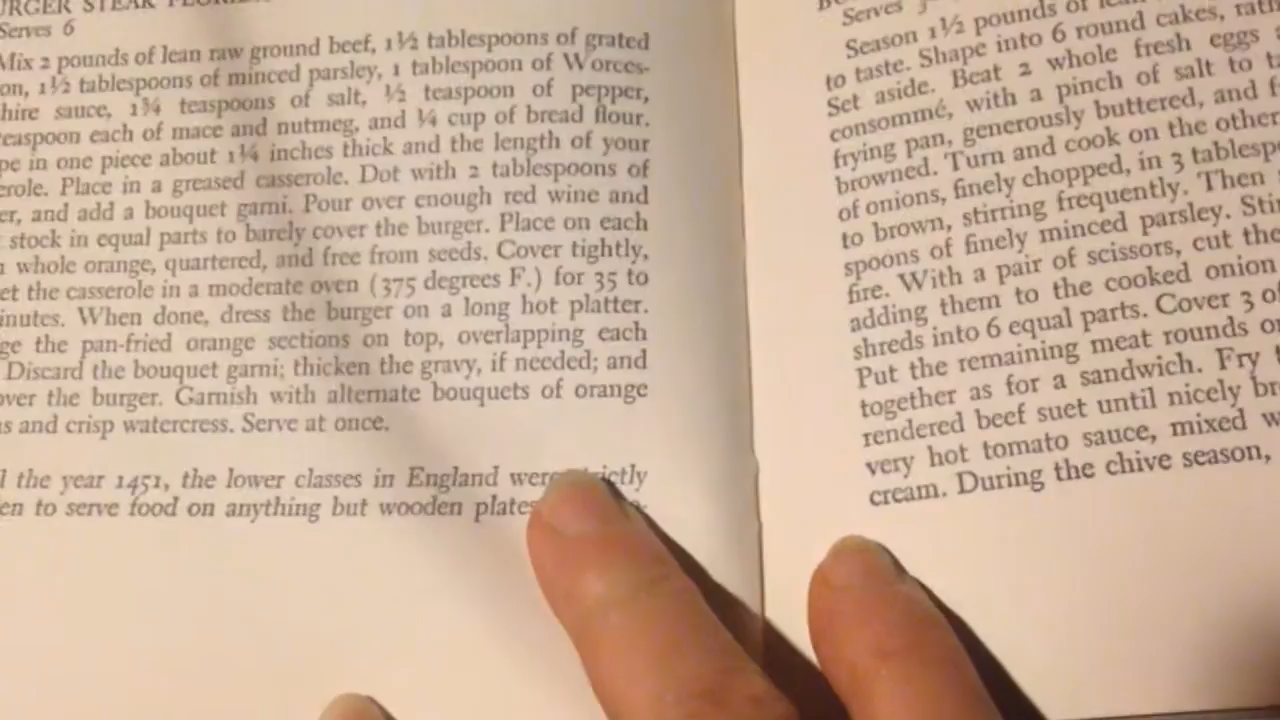 URGER STEAK
Serves 6
Mix 2 pounds of lean raw ground beef, 1½ tablespoons of grated
on, 1½ tablespoons of minced parsley, 1 tablespoon of Worces-
hire sauce, 1¾ teaspoons of salt, ½ teaspoon of pepper,
easpoon each of mace and nutmeg, and ¼ cup of bread flour.
pe in one piece about 1¼ inches thick and the length of your
erole. Place in a greased casserole. Dot with 2 tablespoons of
er, and add a bouquet garni. Pour over enough red wine and
stock in equal parts to barely cover the burger. Place on each
whole orange, quartered, and free from seeds. Cover tightly,
et the casserole in a moderate oven (375 degrees F.) for 35 to
inutes. When done, dress the burger on a long hot platter.
ge the pan-fried orange sections on top, overlapping each
Discard the bouquet garni; thicken the gravy, if needed; and
over the burger. Garnish with alternate bouquets of orange
s and crisp watercress. Serve at once.
l the year 1451, the lower classes in England were strictly
en to serve food on anything but wooden plates
Serves
Season 1½ pounds of lean
to taste. Shape into 6 round cakes, rath
Set aside. Beat 2 whole fresh eggs
consommé, with a pinch of salt to ta
frying pan, generously buttered, and f
browned. Turn and cook on the other
of onions, finely chopped, in 3 tablespo
to brown, stirring frequently. Then
spoons of finely minced parsley. Stir
fire. With a pair of scissors, cut the
adding them to the cooked onion
shreds into 6 equal parts. Cover 3 of
Put the remaining meat rounds on
together as for a sandwich. Fry t
rendered beef suet until nicely br
very hot tomato sauce, mixed w
cream. During the chive season,